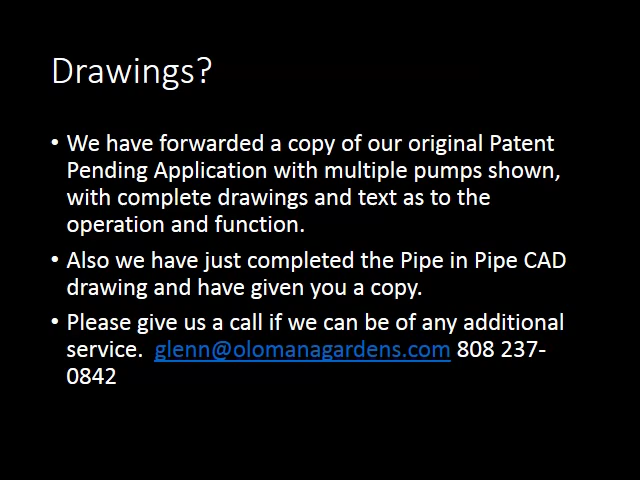 Drawings?
• We have forwarded a copy of our original Patent
Pending Application with multiple pumps shown,
with complete drawings and text as to the
operation and function.
• Also we have just completed the Pipe in Pipe CAD
drawing and have given you a copy.
• Please give us a call if we can be of any additional
service.  glenn@olomanagardens.com 808 237-
0842